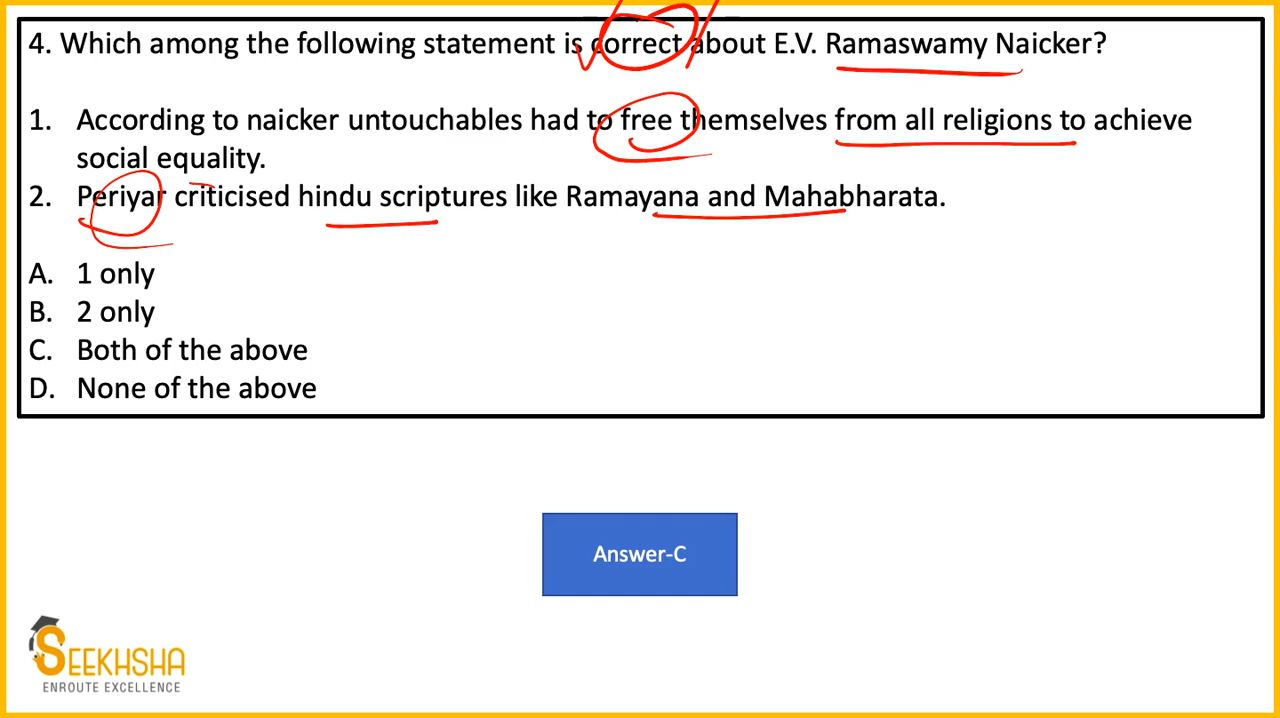 4. Which among the following statement is correct about E.V. Ramaswamy Naicker?
1. According to naicker untouchables had to free themselves from all religions to achieve
social equality.
2. Periyar criticised hindu scriptures like Ramayana and Mahabharata.
A. 1 only
B. 2 only
C. Both of the above
D. None of the above
Answer-C
SEEKHSHA
ENROUTE EXCELLENCE